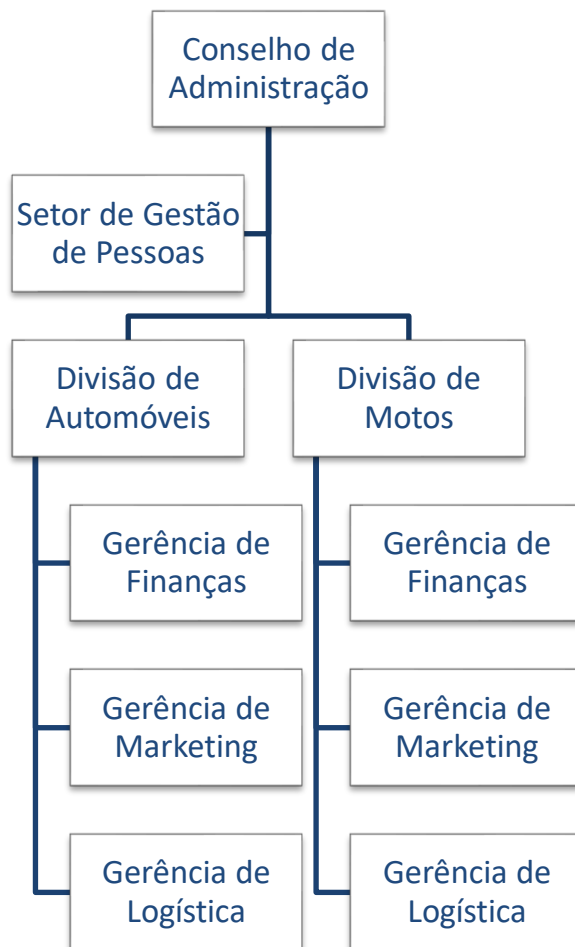 Conselho de
Administração
Setor de Gestão
de Pessoas
Divisão de
Automóveis
Divisão de
Motos
Gerência de
Finanças
Gerência de
Finanças
Gerência de
Marketing
Gerência de
Marketing
Gerência de
Logística
Gerência de
Logística